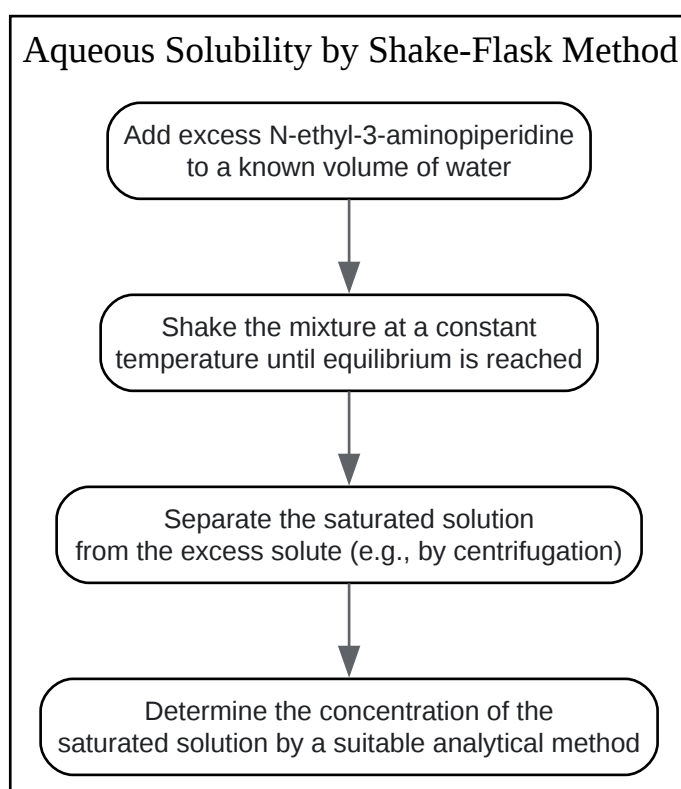 Aqueous Solubility by Shake-Flask Method
Add excess N-ethyl-3-aminopiperidine
to a known volume of water
Shake the mixture at a constant
temperature until equilibrium is reached
Separate the saturated solution
from the excess solute (e.g., by centrifugation)
Determine the concentration of the
saturated solution by a suitable analytical method